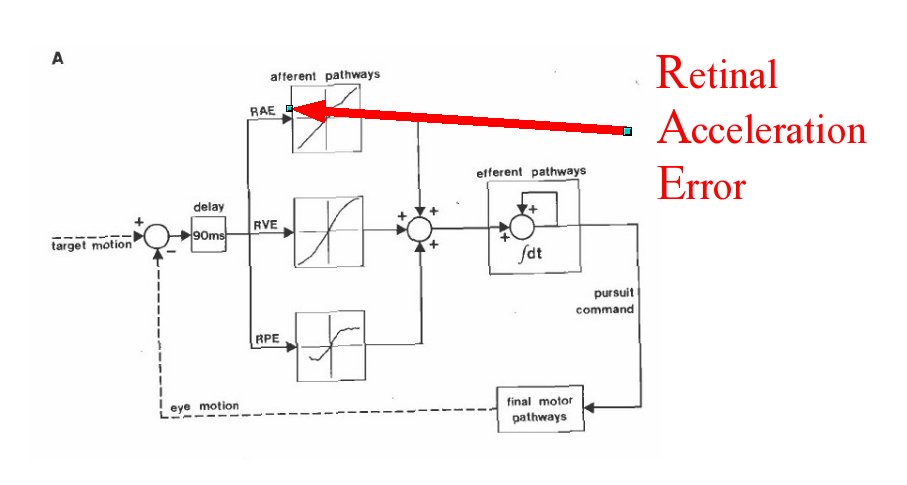 A
afferent pathways
Retinal
Acceleration
Error
RAE
efferent pathways
delay
90ms
RVE
+
+
+
+
+
+
−
target motion
∫dt
pursuit
command
RPE
eye motion
final motor
pathways